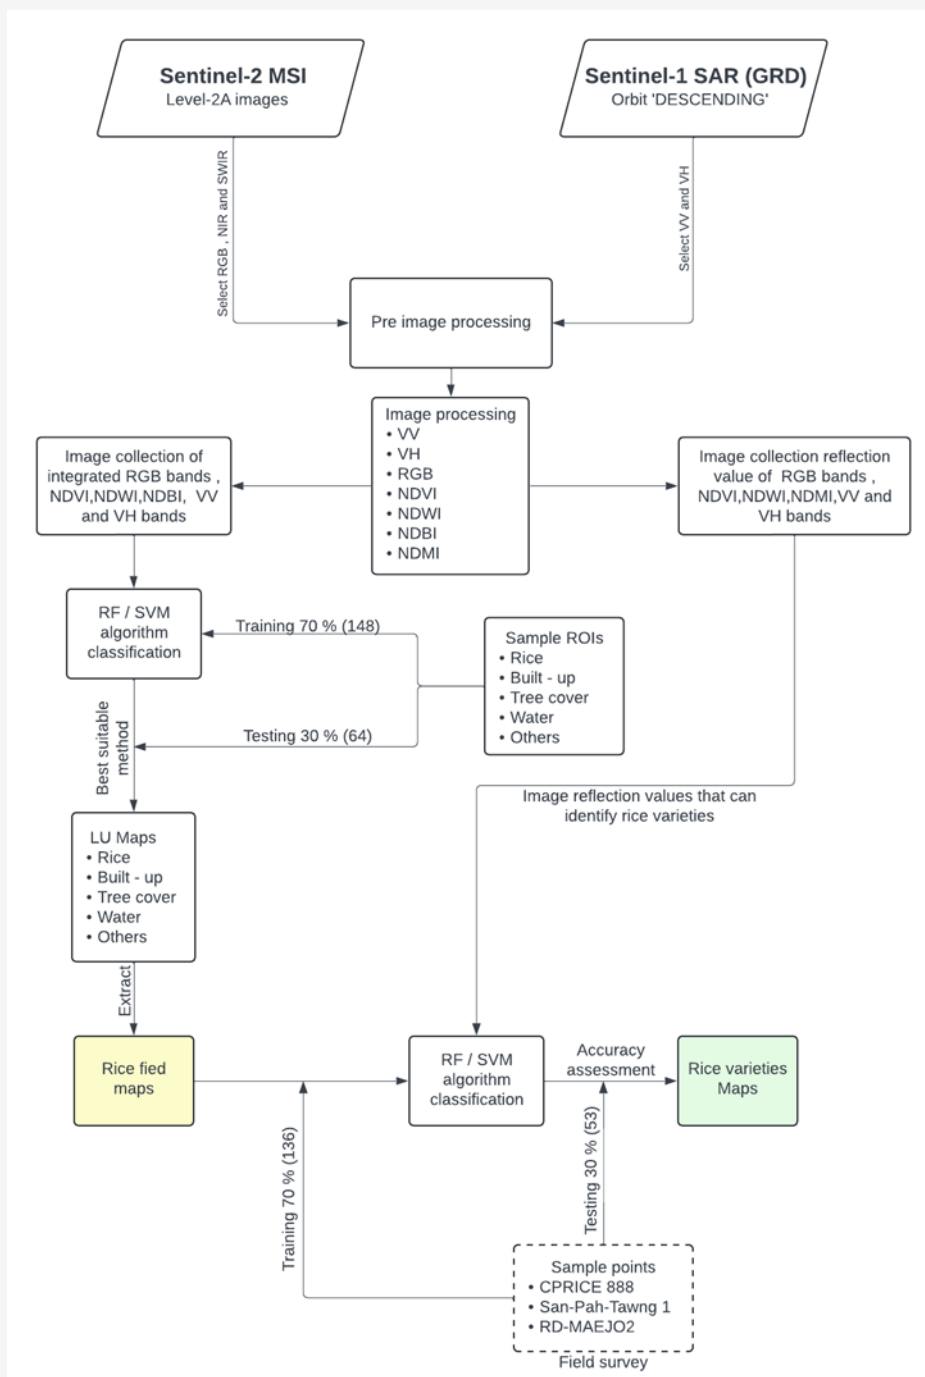 Sentinel-2 MSI
Level-2A images
Sentinel-1 SAR (GRD)
Orbit 'DESCENDING'
Select RGB , NIR and SWIR
Select VV and VH
Pre image processing
Image processing
• VV
• VH
• RGB
• NDVI
• NDWI
• NDBI
• NDMI
Image collection of
integrated RGB bands ,
NDVI,NDWI,NDBI, VV
and VH bands
Image collection reflection
value of RGB bands ,
NDVI,NDWI,NDMI,VV and
VH bands
RF / SVM
algorithm
classification
Training 70 % (148)
Sample ROIs
• Rice
• Built - up
• Tree cover
• Water
• Others
Testing 30 % (64)
Best suitable
method
Image reflection values that can
identify rice varieties
LU Maps
• Rice
• Built - up
• Tree cover
• Water
• Others
Extract
Rice fied
maps
RF / SVM
algorithm
classification
Accuracy
assessment
Rice varieties
Maps
Training 70 % (136)
Testing 30 % (53)
Sample points
• CPRICE 888
• San-Pah-Tawng 1
• RD-MAEJO2
Field survey